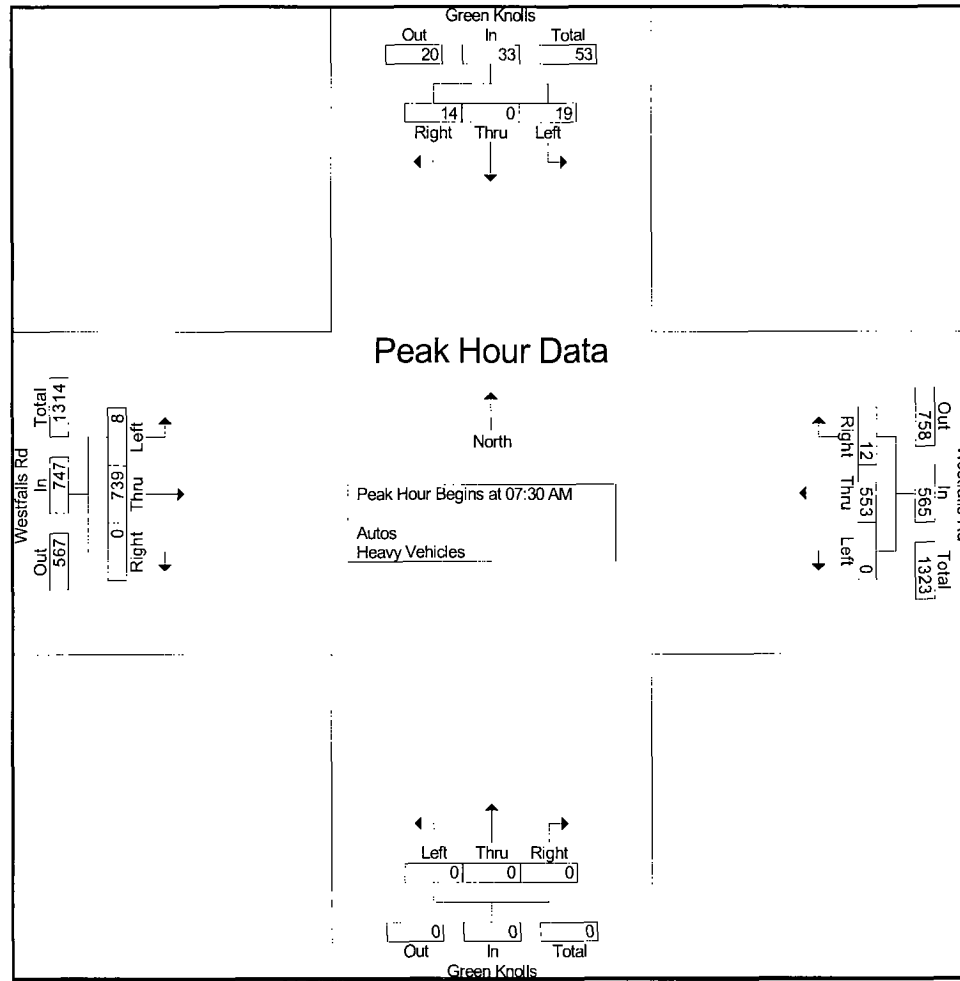 Green Knolls
Out In Total
20 33 53
14 0 19
Right Thru Left
Peak Hour Data
North
Peak Hour Begins at 07:30 AM
Autos
Heavy Vehicles
Westfalls Rd
Total In Out
1314 747 567
8 739 0
Left Thru Right
Out In Total
758 565 1323
12 553 0
Right Thru Left
Left Thru Right
0 0 0
0 0 0
Out In Total
Green Knolls